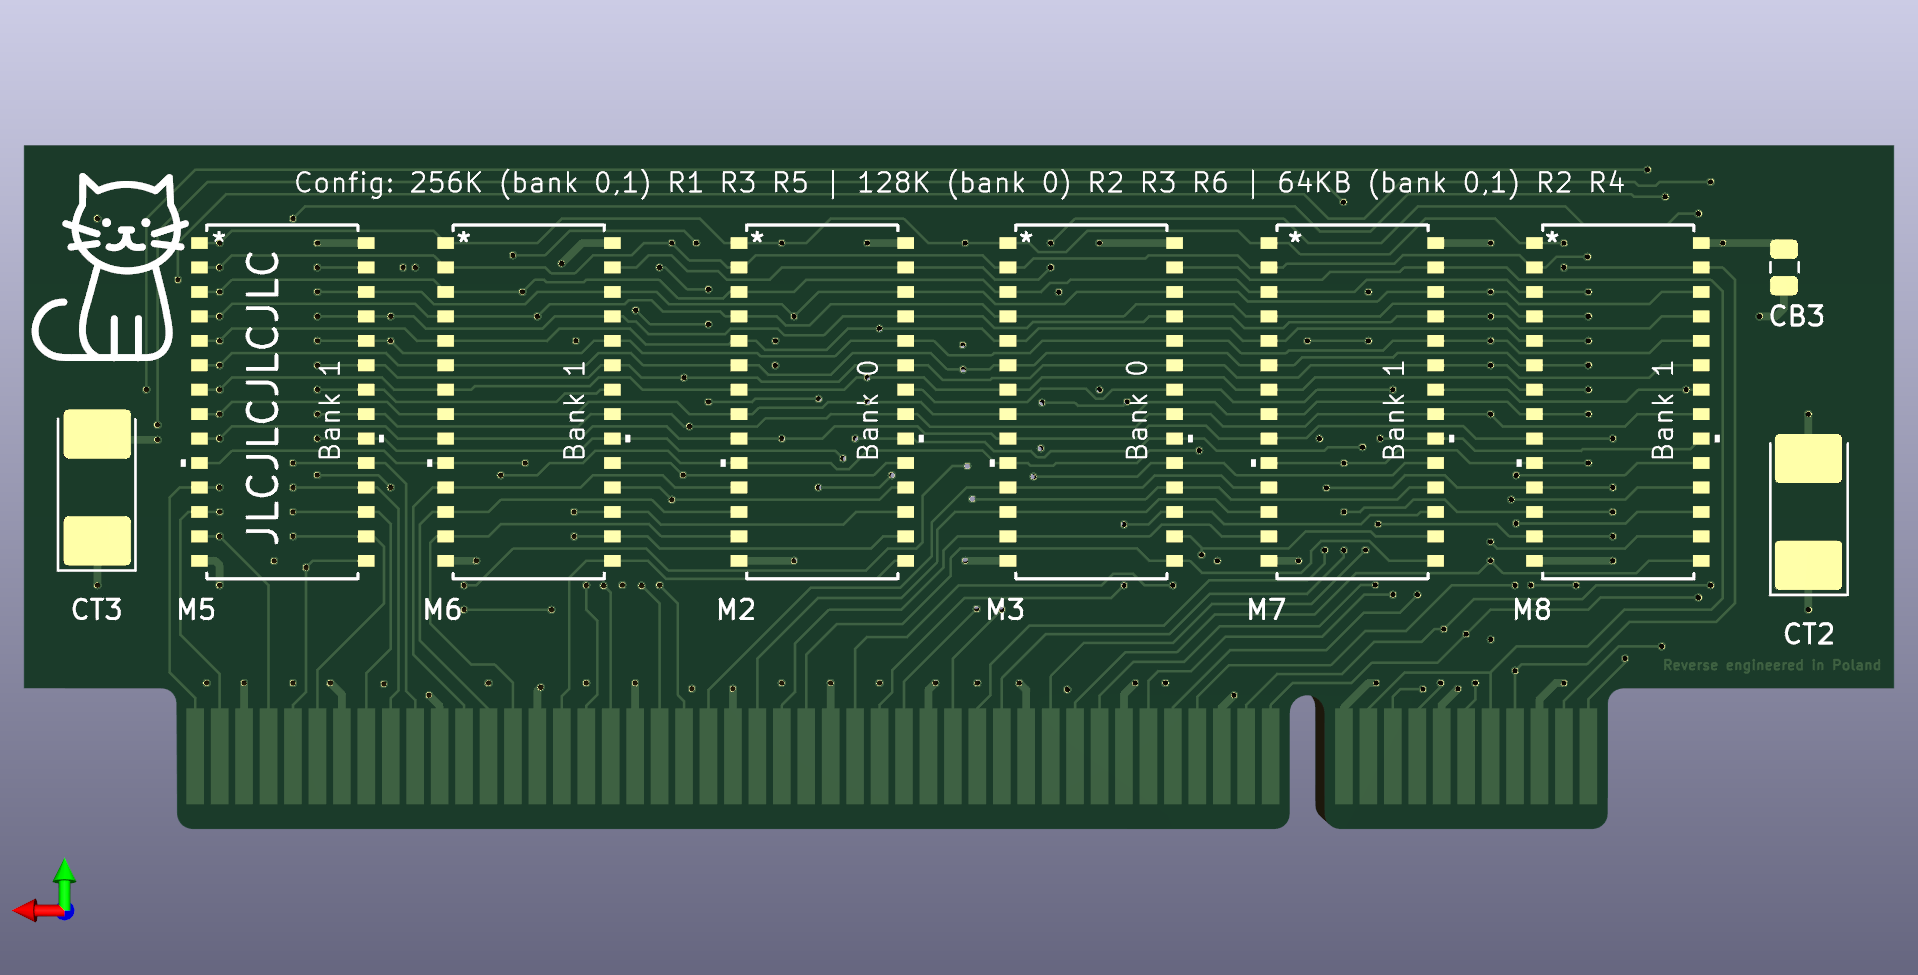 Config: 256K (bank 0,1) R1 R3 R5 | 128K (bank 0) R2 R3 R6 | 64KB (bank 0,1) R2 R4
*
*
*
*
*
*
JLCJLCJLCJLCJLC
Bank 1
Bank 1
Bank 0
Bank 0
Bank 1
Bank 1
CB3
CT3
M5
M6
M2
M3
M7
M8
CT2
Reverse engineered in Poland